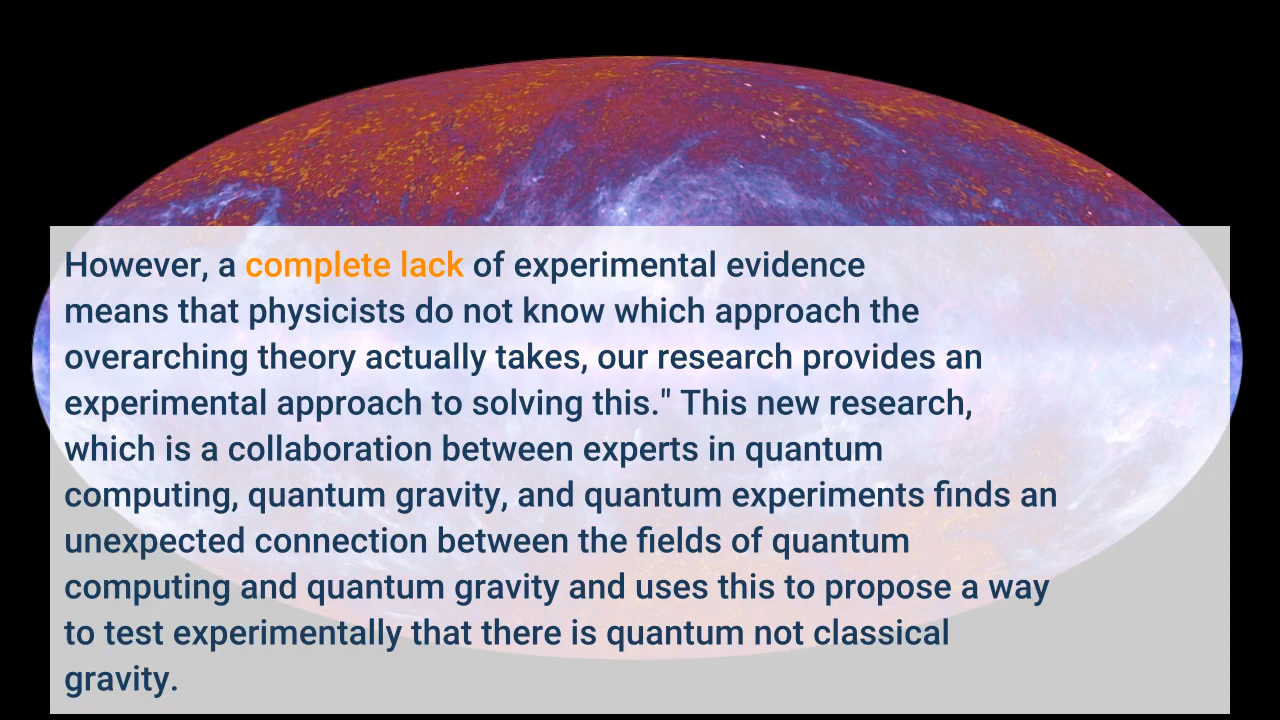 However, a complete lack of experimental evidence
means that physicists do not know which approach the
overarching theory actually takes, our research provides an
experimental approach to solving this." This new research,
which is a collaboration between experts in quantum
computing, quantum gravity, and quantum experiments finds an
unexpected connection between the fields of quantum
computing and quantum gravity and uses this to propose a way
to test experimentally that there is quantum not classical
gravity.